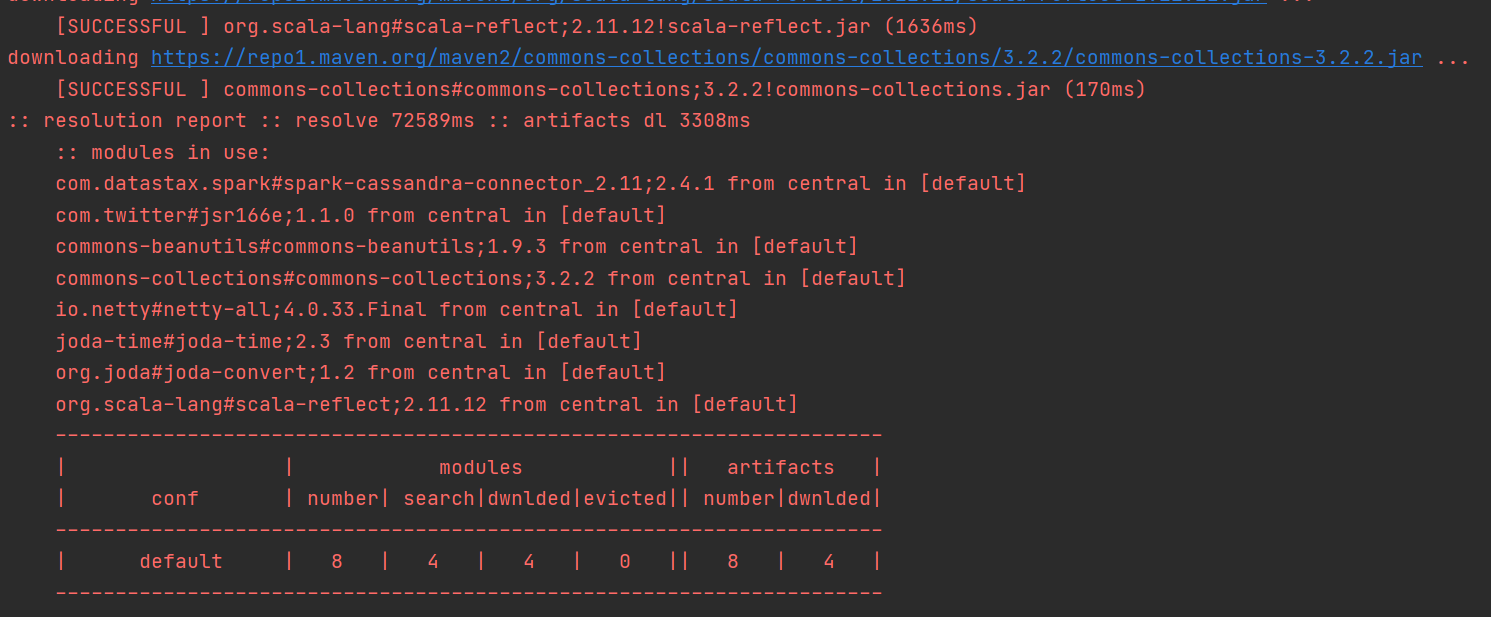 [SUCCESSFUL ] org.scala-lang#scala-reflect;2.11.12!scala-reflect.jar (1636ms)
downloading https://repo1.maven.org/maven2/commons-collections/commons-collections/3.2.2/commons-collections-3.2.2.jar ...
[SUCCESSFUL ] commons-collections#commons-collections;3.2.2!commons-collections.jar (170ms)
:: resolution report :: resolve 72589ms :: artifacts dl 3308ms
:: modules in use:
com.datastax.spark#spark-cassandra-connector_2.11;2.4.1 from central in [default]
com.twitter#jsr166e;1.1.0 from central in [default]
commons-beanutils#commons-beanutils;1.9.3 from central in [default]
commons-collections#commons-collections;3.2.2 from central in [default]
io.netty#netty-all;4.0.33.Final from central in [default]
joda-time#joda-time;2.3 from central in [default]
org.joda#joda-convert;1.2 from central in [default]
org.scala-lang#scala-reflect;2.11.12 from central in [default]
---------------------------------------------------------------------
|                  |            modules            ||   artifacts   |
|       conf       | number| search|dwnlded|evicted|| number|dwnlded|
---------------------------------------------------------------------
|      default     |   8   |   4   |   4   |   0   ||   8   |   4   |
---------------------------------------------------------------------